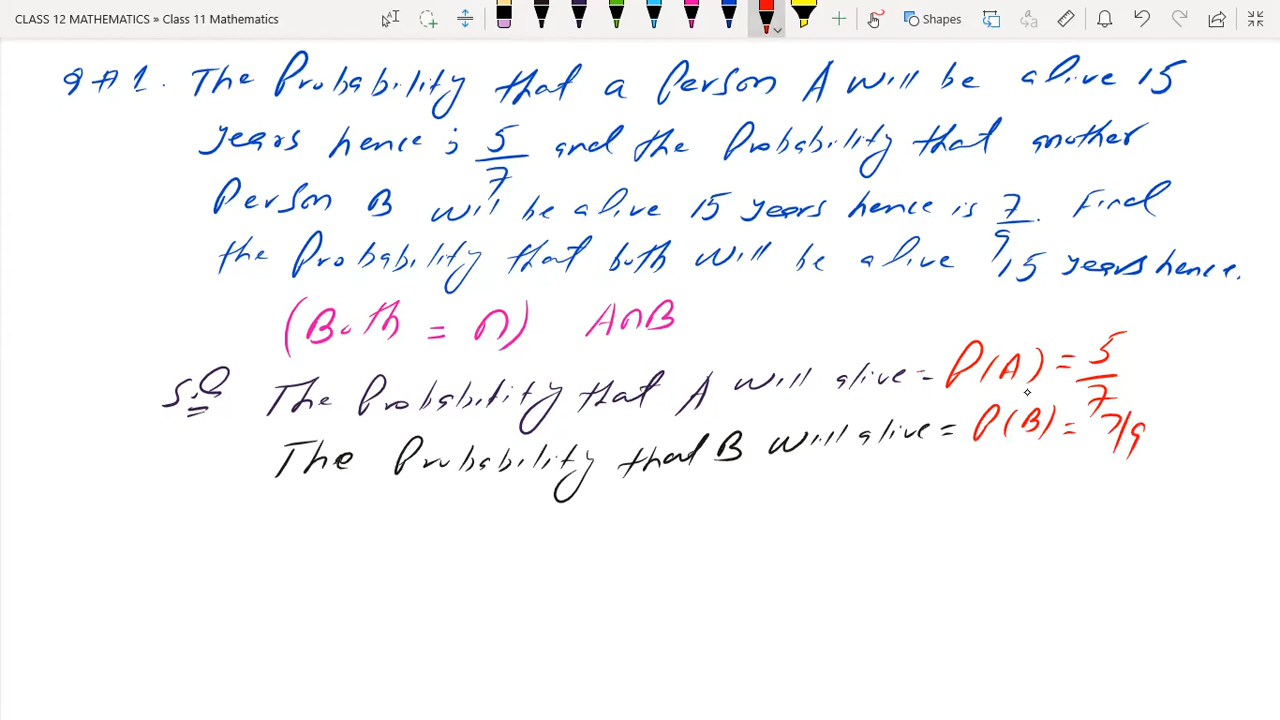 CLASS 12 MATHEMATICS » Class 11 Mathematics
Shapes
Q#1. The Probability that a Person A will be alive 15
years hence is 5/7 and the Probability that another
Person B will be alive 15 years hence is 7/9. Find
the Probability that both will be alive 15 years hence.
(Both = ∩) A∩B
Sol The Probability that A will alive = P(A) = 5/7
The Probability that B will alive = P(B) = 7/9